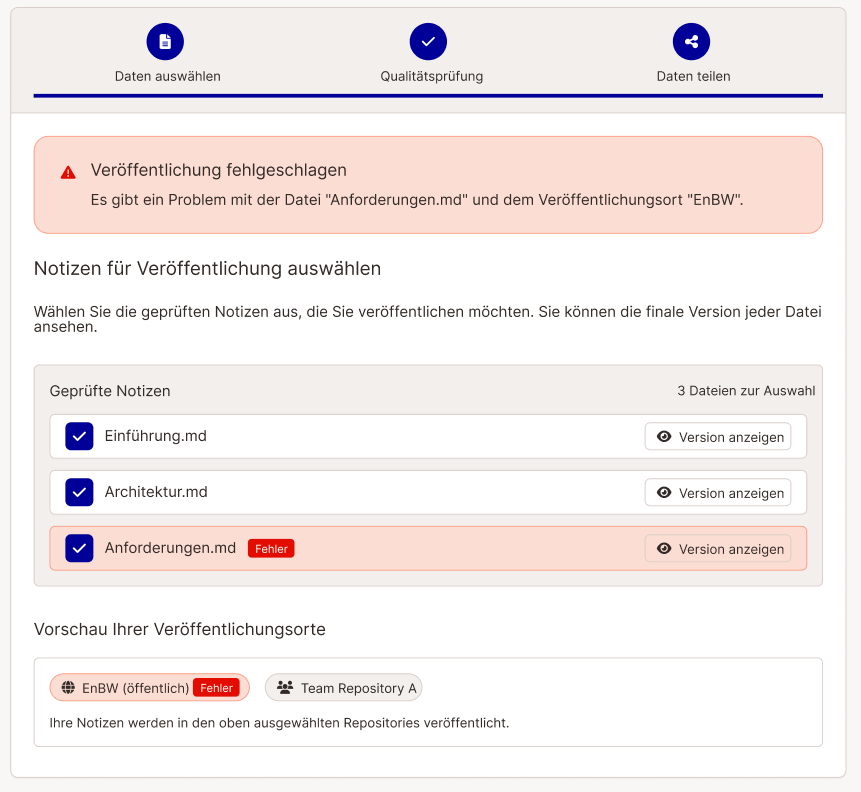 Daten auswählen
Qualitätsprüfung
Daten teilen
Veröffentlichung fehlgeschlagen
Es gibt ein Problem mit der Datei "Anforderungen.md" und dem Veröffentlichungsort "EnBW".
Notizen für Veröffentlichung auswählen
Wählen Sie die geprüften Notizen aus, die Sie veröffentlichen möchten. Sie können die finale Version jeder Datei
ansehen.
Geprüfte Notizen
3 Dateien zur Auswahl
Einführung.md
Version anzeigen
Architektur.md
Version anzeigen
Anforderungen.md
Fehler
Version anzeigen
Vorschau Ihrer Veröffentlichungsorte
EnBW (öffentlich)
Fehler
Team Repository A
Ihre Notizen werden in den oben ausgewählten Repositories veröffentlicht.